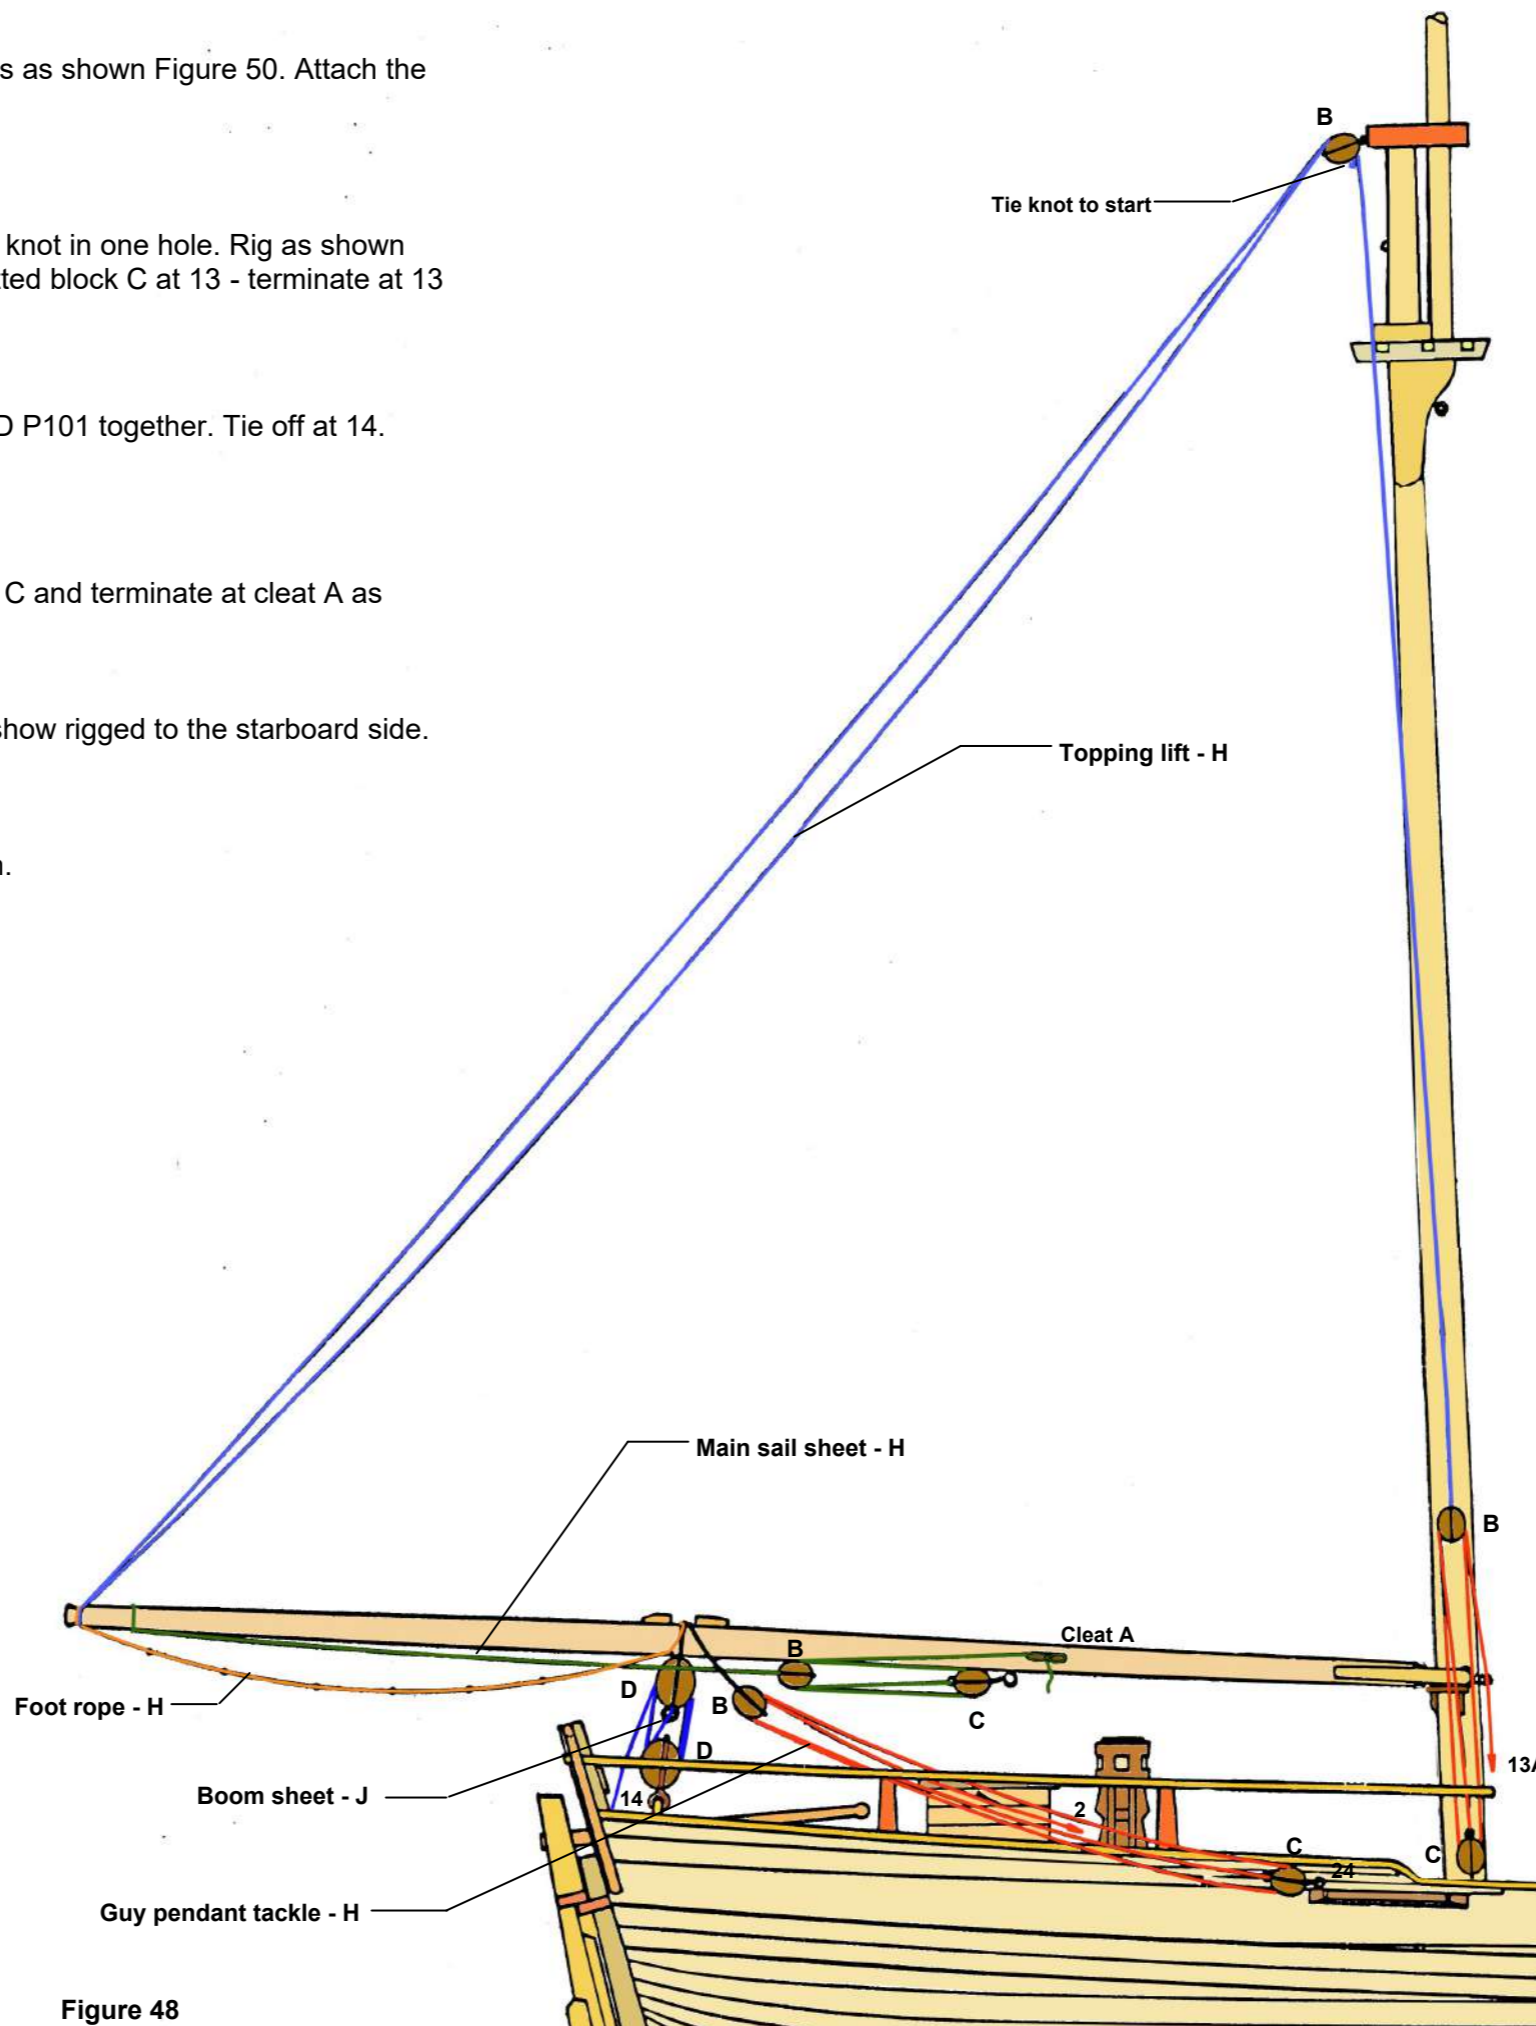 s as shown Figure 50. Attach the
knot in one hole. Rig as shown
ted block C at 13 - terminate at 13
D P101 together. Tie off at 14.
C and terminate at cleat A as
show rigged to the starboard side.
B
Tie knot to start
Topping lift - H
Main sail sheet - H
B
Cleat A
B
Foot rope - H
D
B
C
D
13A
Boom sheet - J
14
2
C
24
C
Guy pendant tackle - H
Figure 48